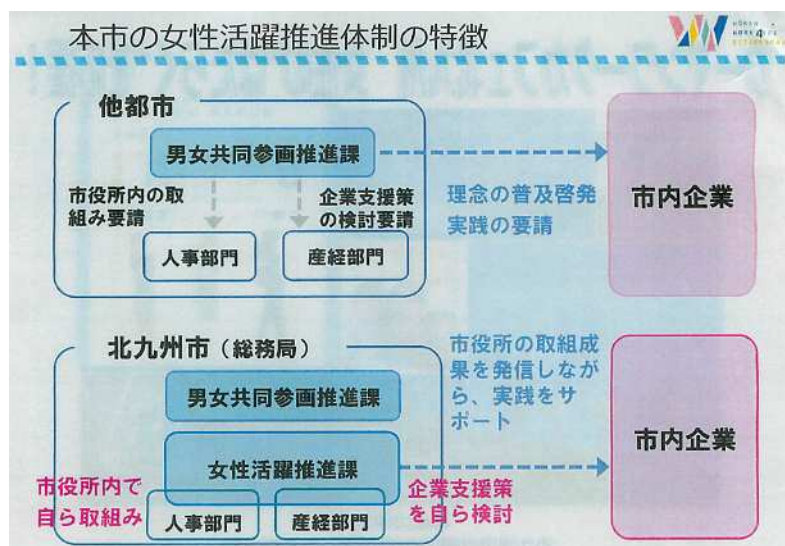 本市の女性活躍推進体制の特徴
他都市
男女共同参画推進課
市役所内の取
組み要請
企業支援策
の検討要請
人事部門
産経部門
理念の普及啓発
実践の要請
市内企業
北九州市（総務局）
男女共同参画推進課
女性活躍推進課
市役所内で
自ら取組み
人事部門
産経部門
企業支援策
を自ら検討
市役所の取組成
果を発信しなが
ら、実践をサ
ポート
市内企業